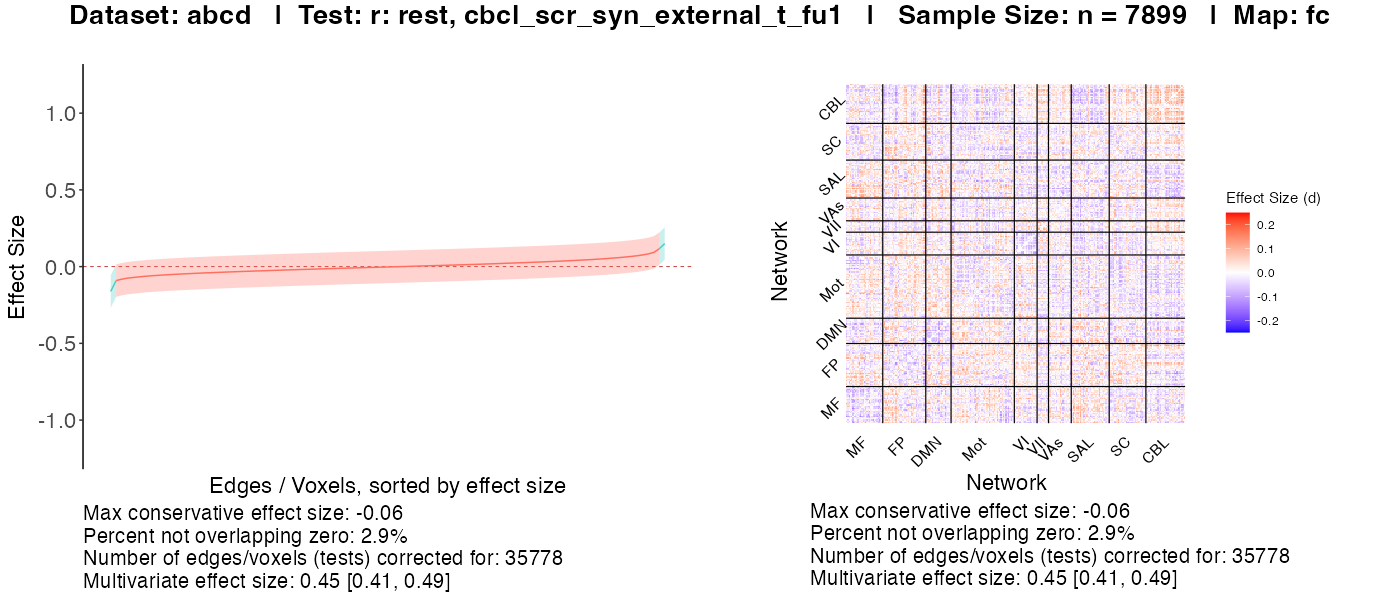 Dataset: abcd | Test: r: rest, cbcl_scr_syn_external_t_fu1 | Sample Size: n = 7899 | Map: fc
Effect Size
1.0
0.5
0.0
-0.5
-1.0
Edges / Voxels, sorted by effect size
Max conservative effect size: -0.06
Percent not overlapping zero: 2.9%
Number of edges/voxels (tests) corrected for: 35778
Multivariate effect size: 0.45 [0.41, 0.49]
Network
CBL
SC
SAL
VAs
VII
VI
Mot
DMN
FP
MF
MF
FP
DMN
Mot
VI
VII
VAs
SAL
SC
CBL
Network
Effect Size (d)
0.2
0.1
0.0
-0.1
-0.2
Max conservative effect size: -0.06
Percent not overlapping zero: 2.9%
Number of edges/voxels (tests) corrected for: 35778
Multivariate effect size: 0.45 [0.41, 0.49]